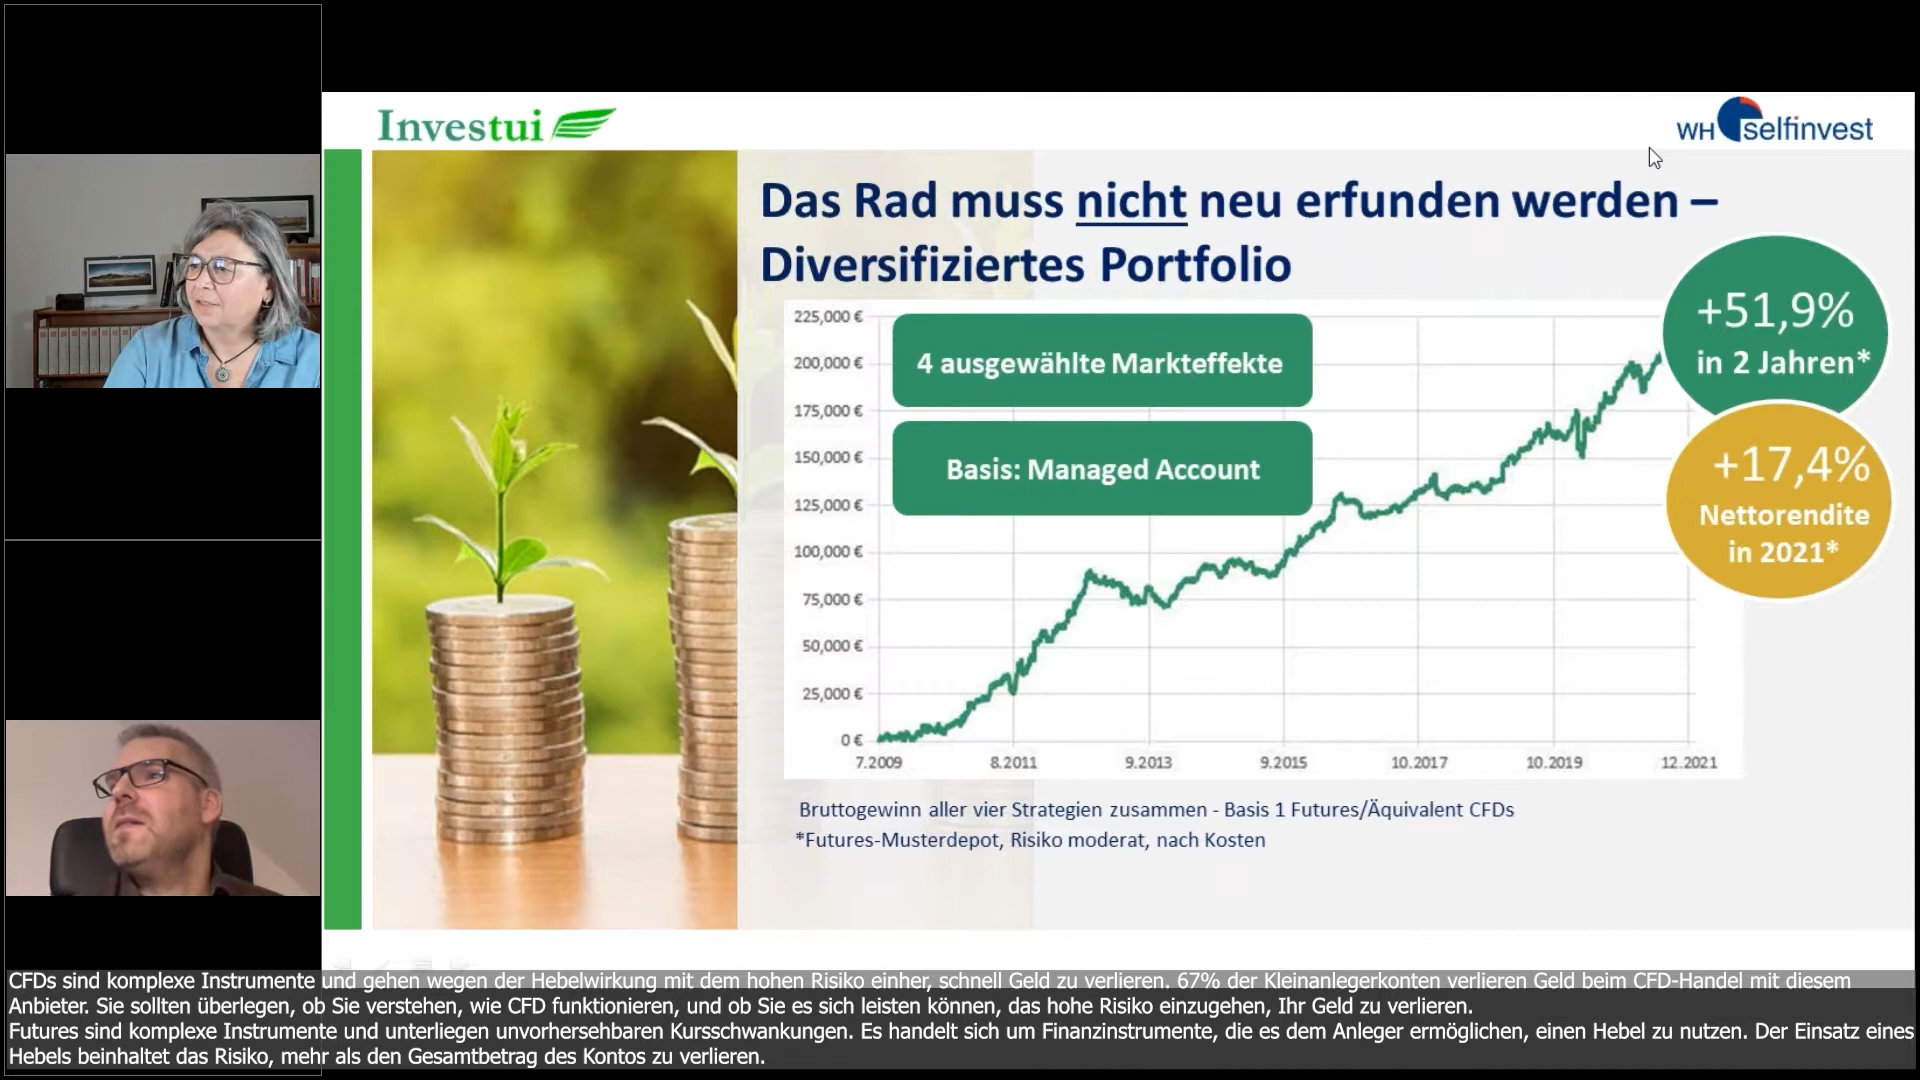 Investui
WH selfinvest
Das Rad muss nicht neu erfunden werden –
Diversifiziertes Portfolio
+51,9%
in 2 Jahren*
+17,4%
Nettorendite
in 2021*
4 ausgewählte Markteffekte
Basis: Managed Account
225,000 €
200,000 €
175,000 €
150,000 €
125,000 €
100,000 €
75,000 €
50,000 €
25,000 €
0 €
7.2009 8.2011 9.2013 9.2015 10.2017 10.2019 12.2021
Bruttogewinn aller vier Strategien zusammen - Basis 1 Futures/Äquivalent CFDs
*Futures-Musterdepot, Risiko moderat, nach Kosten
CFDs sind komplexe Instrumente und gehen wegen der Hebelwirkung mit dem hohen Risiko einher, schnell Geld zu verlieren. 67% der Kleinanlegerkonten verlieren Geld beim CFD-Handel mit diesem
Anbieter. Sie sollten überlegen, ob Sie verstehen, wie CFD funktionieren, und ob Sie es sich leisten können, das hohe Risiko einzugehen, Ihr Geld zu verlieren.
Futures sind komplexe Instrumente und unterliegen unvorhersehbaren Kursschwankungen. Es handelt sich um Finanzinstrumente, die es dem Anleger ermöglichen, einen Hebel zu nutzen. Der Einsatz eines
Hebels beinhaltet das Risiko, mehr als den Gesamtbetrag des Kontos zu verlieren.